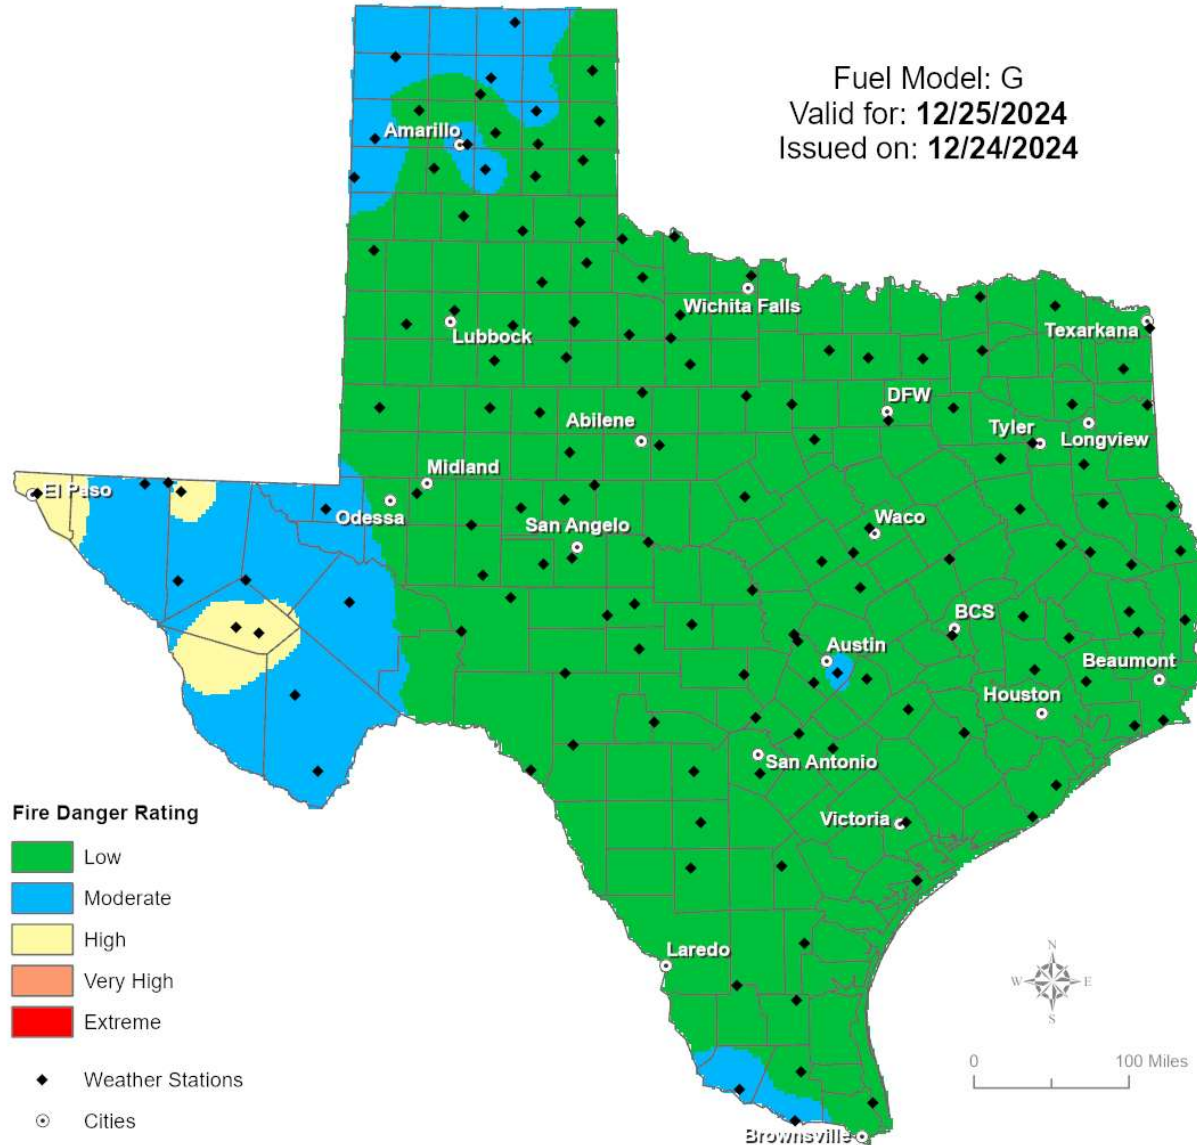 Fuel Model: G
Valid for: 12/25/2024
Issued on: 12/24/2024
Amarillo
Wichita Falls
Lubbock
Texarkana
DFW
Abilene
Tyler
Longview
Midland
El Paso
Odessa
San Angelo
Waco
BCS
Austin
Beaumont
Houston
San Antonio
Victoria
Laredo
Brownsville
Fire Danger Rating
Low
Moderate
High
Very High
Extreme
Weather Stations
Cities
N
W E
S
0 100 Miles